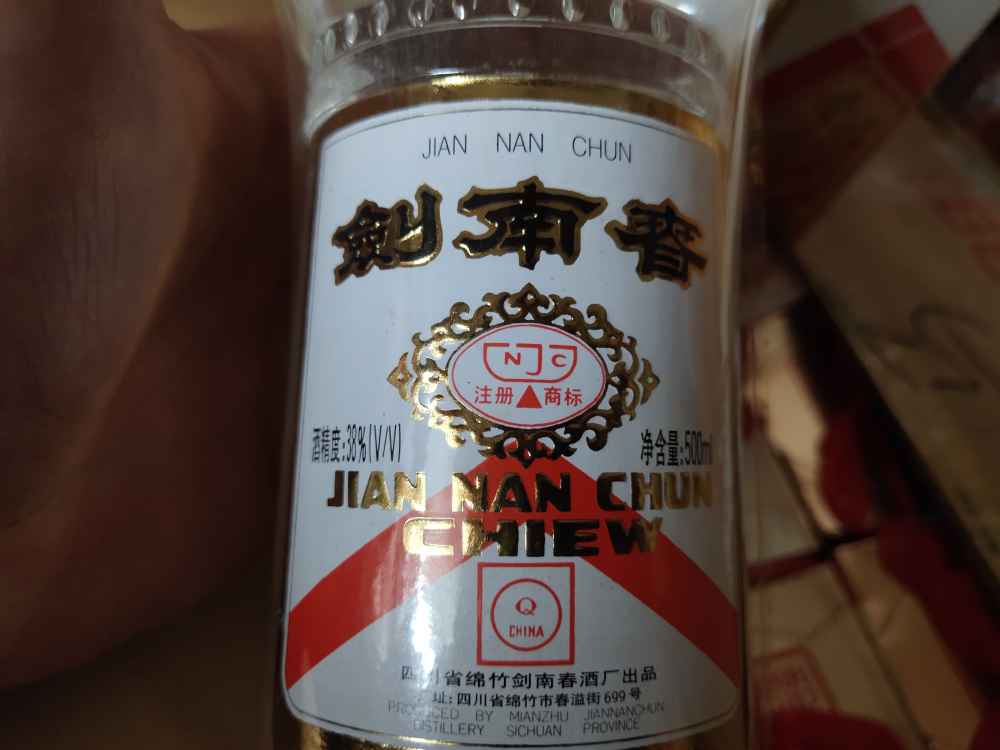 JIAN NAN CHUN
劍南春
NJC
注册 商标
酒精度:38%(V/V)
净含量:500ml
JIAN NAN CHUN
CHIEW
Q
CHINA
四川省绵竹剑南春酒厂出品
址:四川省绵竹市春溢街699号
PRODUCED BY MIANZHU JIANNANCHUN
DISTILLERY SICHUAN PROVINCE